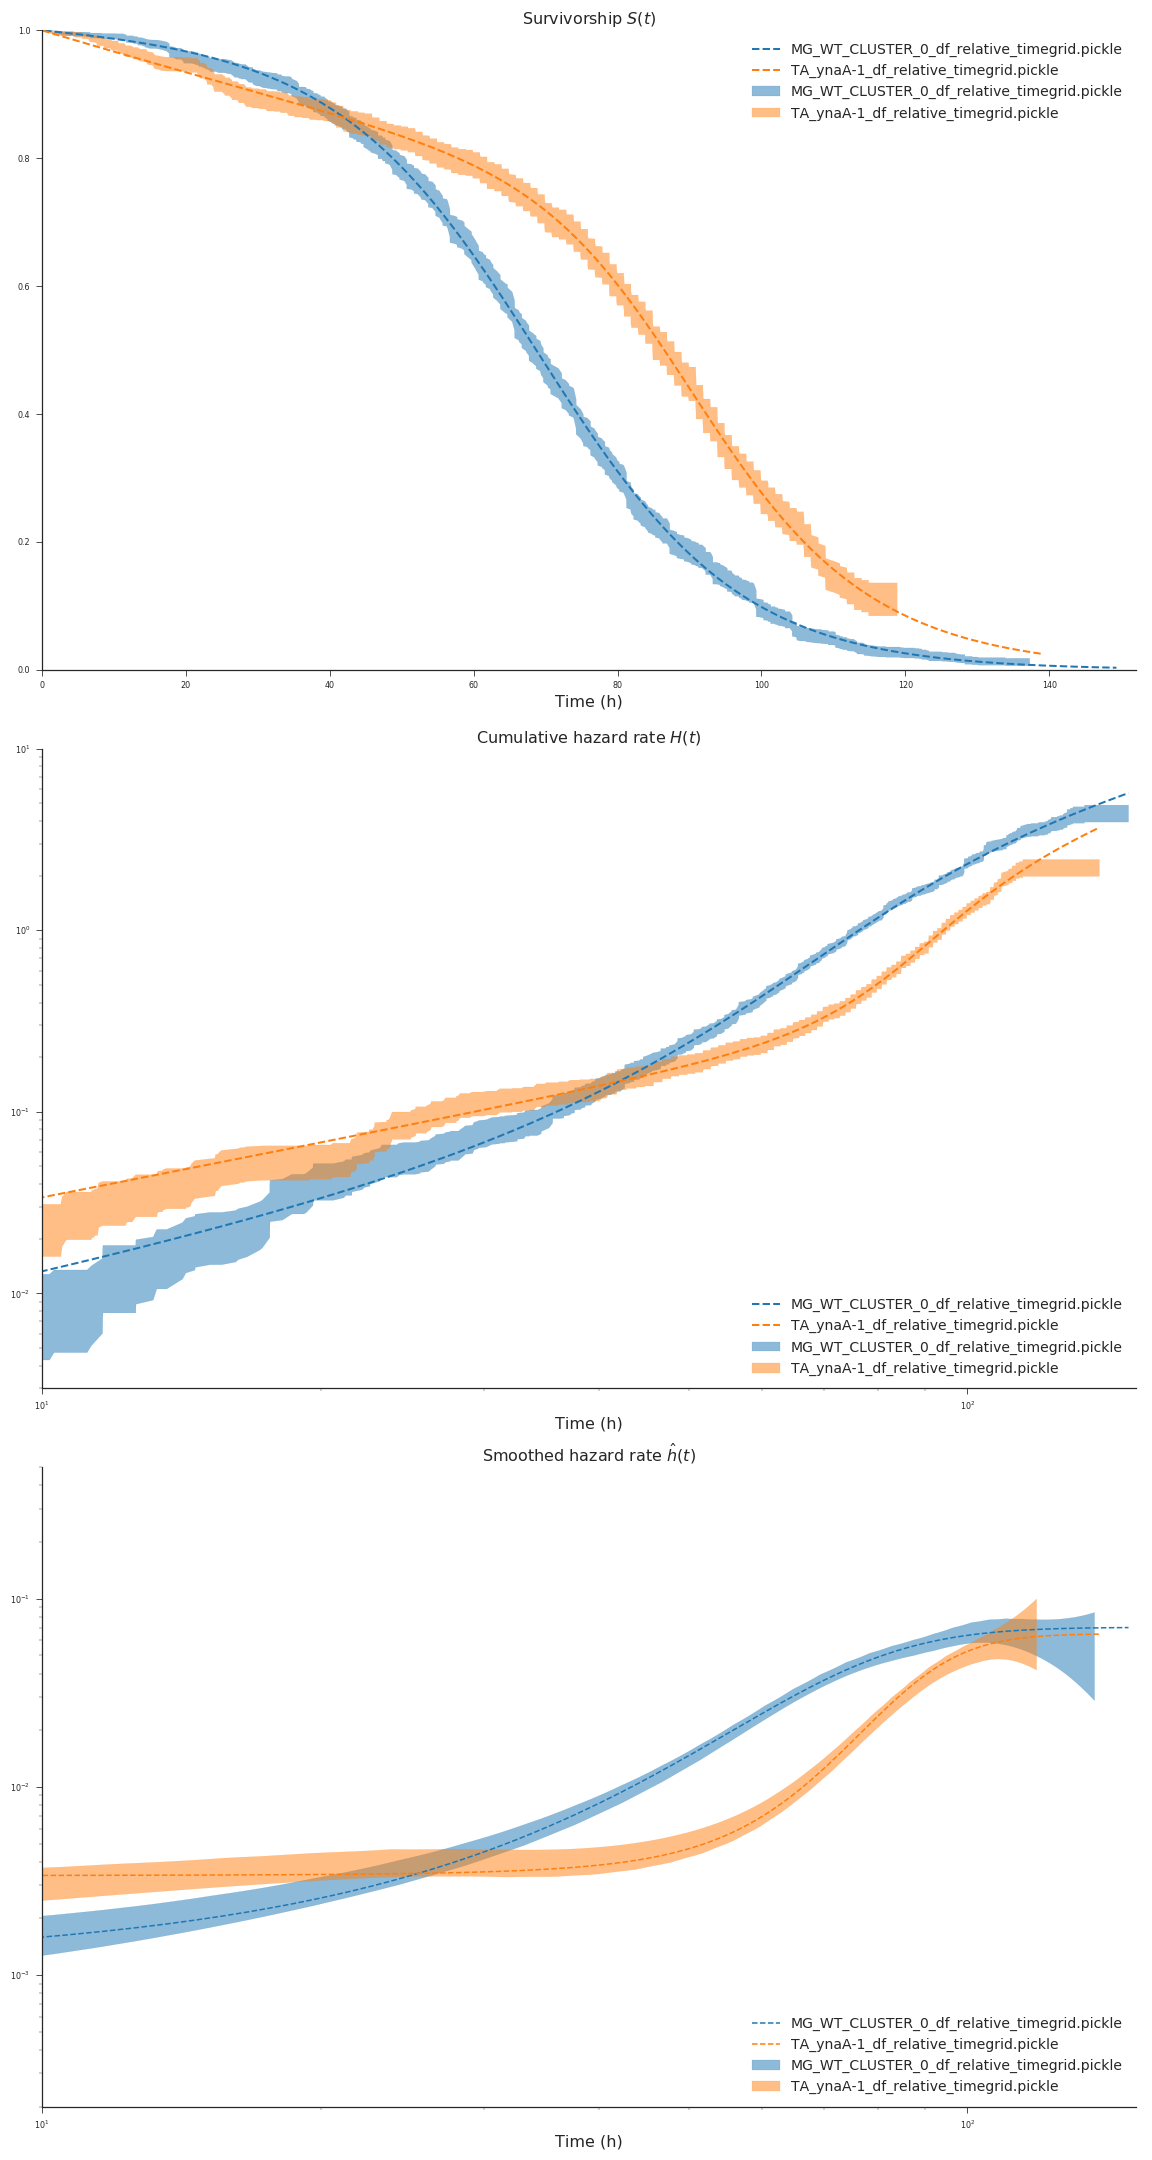 Survivorship S(t)
1.0
0.8
0.6
0.4
0.2
0.0
MG_WT_CLUSTER_0_df_relative_timegrid.pickle
TA_ynaA-1_df_relative_timegrid.pickle
MG_WT_CLUSTER_0_df_relative_timegrid.pickle
TA_ynaA-1_df_relative_timegrid.pickle
0 20 40 60 80 100 120 140
Time (h)
Cumulative hazard rate H(t)
10¹
10⁰
10⁻¹
10⁻²
MG_WT_CLUSTER_0_df_relative_timegrid.pickle
TA_ynaA-1_df_relative_timegrid.pickle
MG_WT_CLUSTER_0_df_relative_timegrid.pickle
TA_ynaA-1_df_relative_timegrid.pickle
10¹ 10²
Time (h)
Smoothed hazard rate ĥ(t)
10⁻¹
10⁻²
10⁻³
MG_WT_CLUSTER_0_df_relative_timegrid.pickle
TA_ynaA-1_df_relative_timegrid.pickle
MG_WT_CLUSTER_0_df_relative_timegrid.pickle
TA_ynaA-1_df_relative_timegrid.pickle
10¹ 10²
Time (h)